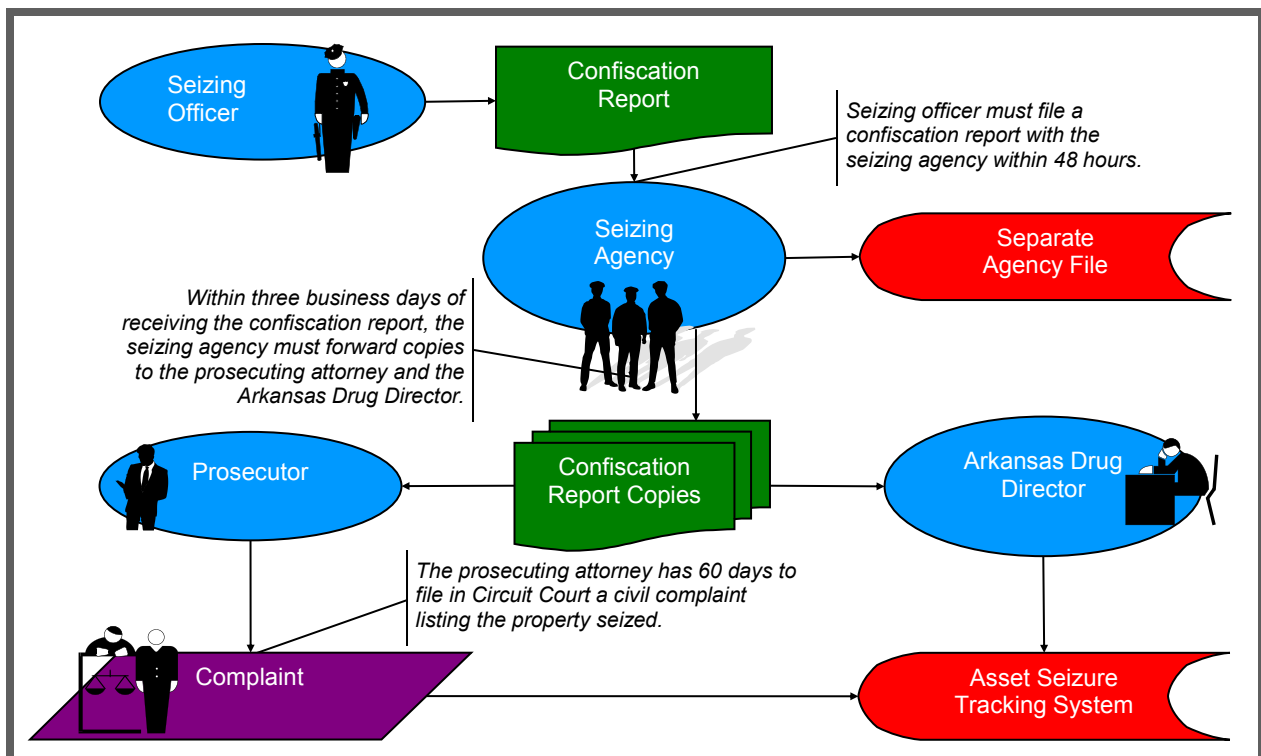 Seizing
Officer
Confiscation
Report
Seizing officer must file a
confiscation report with the
seizing agency within 48 hours.
Seizing
Agency
Separate
Agency File
Within three business days of
receiving the confiscation report, the
seizing agency must forward copies
to the prosecuting attorney and the
Arkansas Drug Director.
Prosecutor
Confiscation
Report Copies
Arkansas Drug
Director
The prosecuting attorney has 60 days to
file in Circuit Court a civil complaint
listing the property seized.
Complaint
Asset Seizure
Tracking System